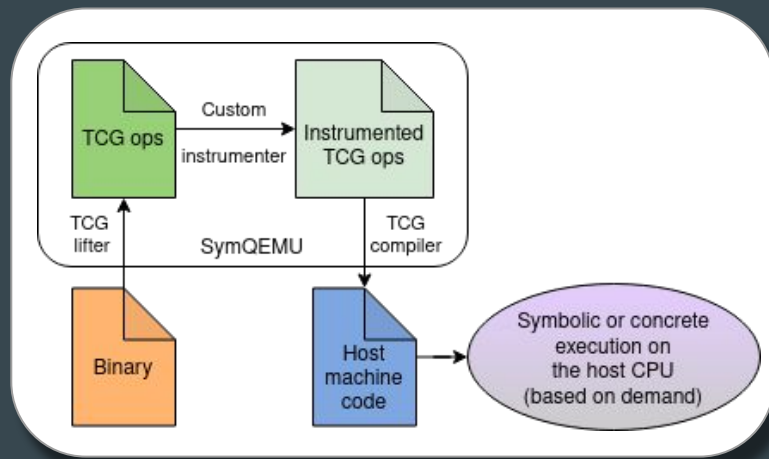 TCG ops
Custom
instrumenter
Instrumented
TCG ops
TCG
lifter
SymQEMU
TCG
compiler
Binary
Host
machine
code
Symbolic or concrete
execution on
the host CPU
(based on demand)